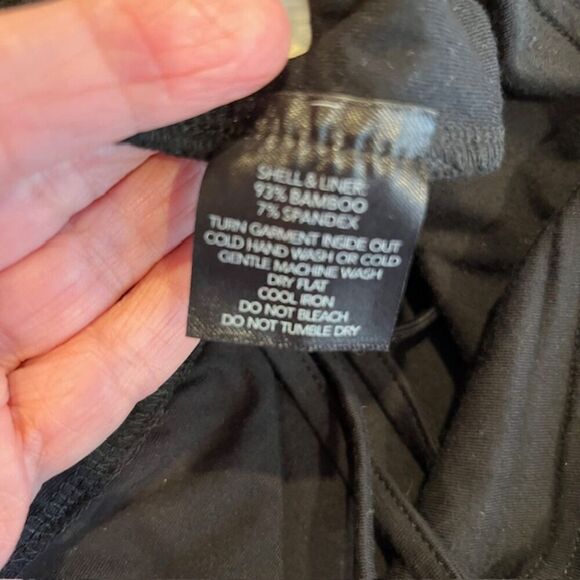 SHELL & LINER:
93% BAMBOO
7% SPANDEX
TURN GARMENT INSIDE OUT
COLD HAND WASH OR COLD
GENTLE MACHINE WASH
DRY FLAT
COOL IRON
DO NOT BLEACH
DO NOT TUMBLE DRY